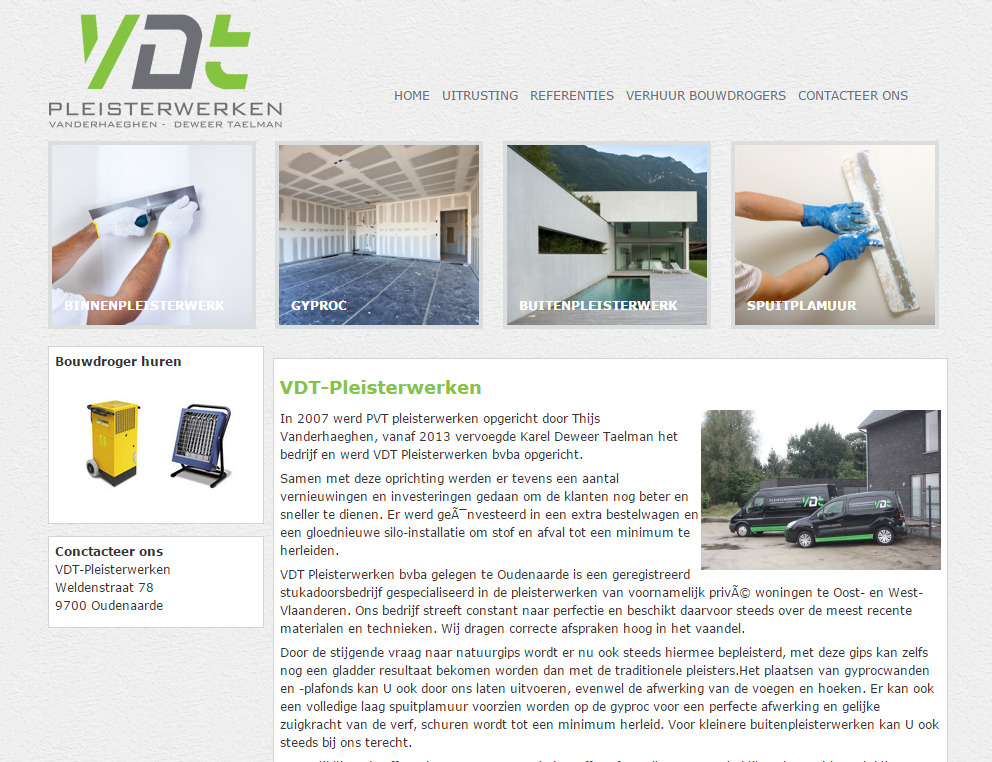 VDT
PLEISTERWERKEN
VANDERHAEGHEN - DEWEER TAELMAN
HOME UITRUSTING REFERENTIES VERHUUR BOUWDROGERS CONTACTEER ONS
BINNENPLEISTERWERK
GYPROC
BUITENPLEISTERWERK
SPUITPLAMUUR
Bouwdroger huren
Conctacteer ons
VDT-Pleisterwerken
Weldenstraat 78
9700 Oudenaarde
VDT-Pleisterwerken
In 2007 werd PVT pleisterwerken opgericht door Thijs
Vanderhaeghen, vanaf 2013 vervoegde Karel Deweer Taelman het
bedrijf en werd VDT Pleisterwerken bvba opgericht.
Samen met deze oprichting werden er tevens een aantal
vernieuwingen en investeringen gedaan om de klanten nog beter en
sneller te dienen. Er werd geÃ¯nvesteerd in een extra bestelwagen en
een gloednieuwe silo-installatie om stof en afval tot een minimum te
herleiden.
VDT Pleisterwerken bvba gelegen te Oudenaarde is een geregistreerd
stukadoorsbedrijf gespecialiseerd in de pleisterwerken van voornamelijk privÃ© woningen te Oost- en West-
Vlaanderen. Ons bedrijf streeft constant naar perfectie en beschikt daarvoor steeds over de meest recente
materialen en technieken. Wij dragen correcte afspraken hoog in het vaandel.
Door de stijgende vraag naar natuurgips wordt er nu ook steeds hiermee bepleisterd, met deze gips kan zelfs
nog een gladder resultaat bekomen worden dan met de traditionele pleisters.Het plaatsen van gyprocwanden
en -plafonds kan U ook door ons laten uitvoeren, evenwel de afwerking van de voegen en hoeken. Er kan ook
een volledige laag spuitplamuur voorzien worden op de gyproc voor een perfecte afwerking en gelijke
zuigkracht van de verf, schuren wordt tot een minimum herleid. Voor kleinere buitenpleisterwerken kan U ook
steeds bij ons terecht.